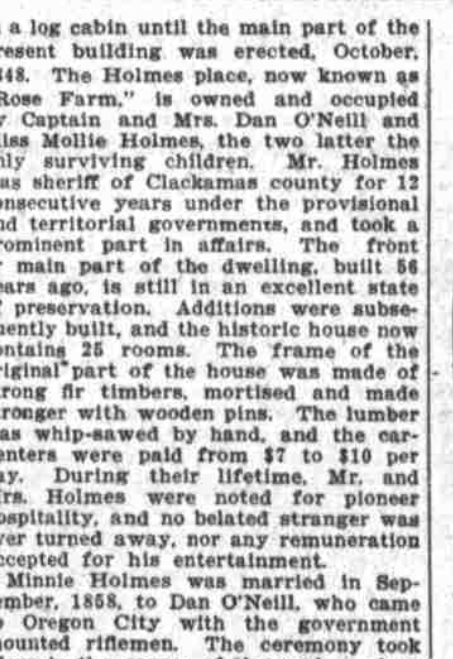 a log cabin until the main part of the
resent building was erected, October,
848. The Holmes place, now known as
Rose Farm," is owned and occupied
y Captain and Mrs. Dan O'Neill and
iss Mollie Holmes, the two latter the
nly surviving children. Mr. Holmes
as sheriff of Clackamas county for 12
onsecutive years under the provisional
nd territorial governments, and took a
rominent part in affairs. The front
r main part of the dwelling, built 56
ears ago, is still in an excellent state
f preservation. Additions were subse-
uently built, and the historic house now
ontains 25 rooms. The frame of the
riginal part of the house was made of
trong fir timbers, mortised and made
tronger with wooden pins. The lumber
as whip-sawed by hand, and the car-
enters were paid from $7 to $10 per
ay. During their lifetime, Mr. and
rs. Holmes were noted for pioneer
ospitality, and no belated stranger was
ver turned away, nor any remuneration
ccepted for his entertainment.
Minnie Holmes was married in Sep-
ember, 1858, to Dan O'Neill, who came
o Oregon City with the government
ounted riflemen. The ceremony took